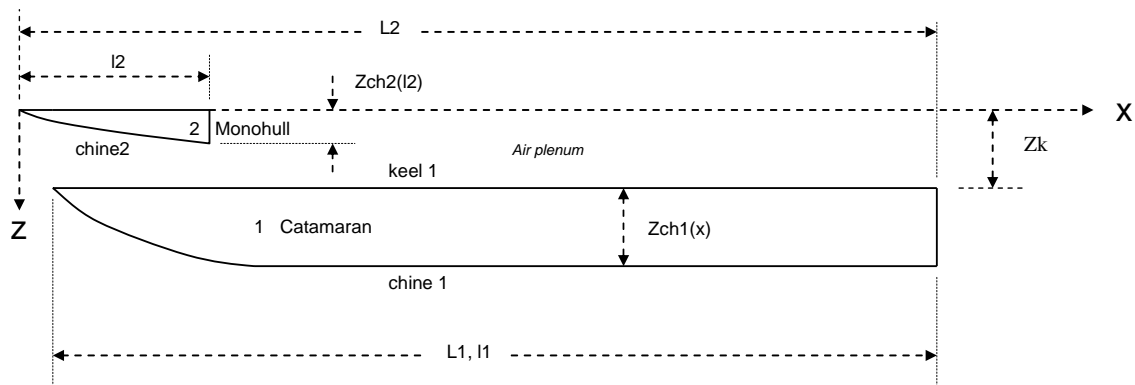 L2
l2
Zch2(l2)
X
2 Monohull
chine2
Air plenum
Zk
keel 1
Z
1 Catamaran
Zch1(x)
chine 1
L1, l1